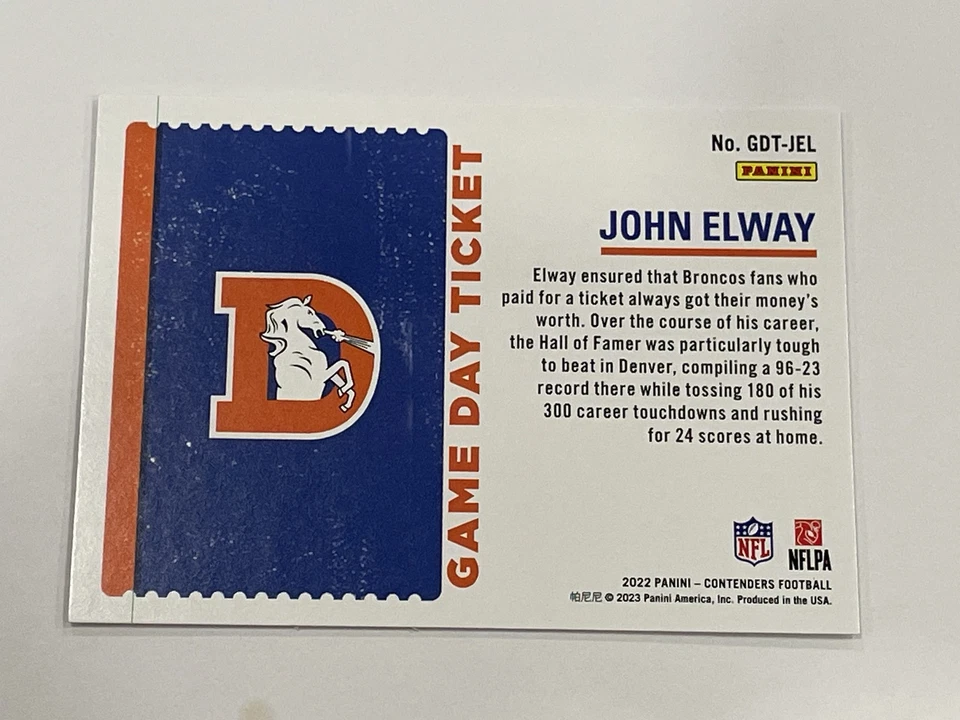 No. GDT-JEL
PANINI
JOHN ELWAY
Elway ensured that Broncos fans who
paid for a ticket always got their money's
worth. Over the course of his career,
the Hall of Famer was particularly tough
to beat in Denver, compiling a 96-23
record there while tossing 180 of his
300 career touchdowns and rushing
for 24 scores at home.
GAME DAY TICKET
D
NFL
NFLPA
2022 PANINI – CONTENDERS FOOTBALL
帕尼尼 © 2023 Panini America, Inc. Produced in the USA.